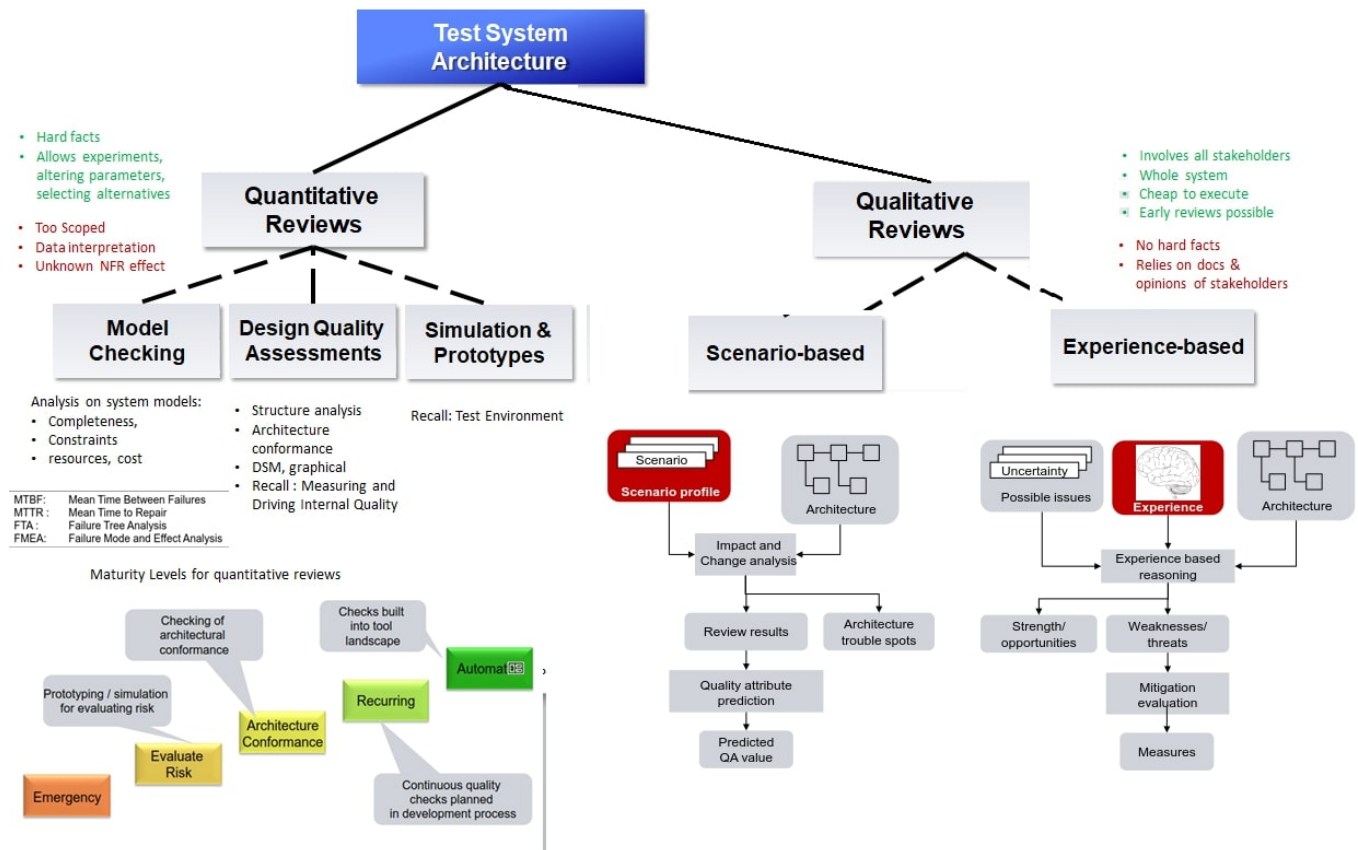 Test System
Architecture
• Hard facts
• Allows experiments,
altering parameters,
selecting alternatives
• Too Scoped
• Data interpretation
• Unknown NFR effect
Quantitative
Reviews
Qualitative
Reviews
• Involves all stakeholders
• Whole system
• Cheap to execute
• Early reviews possible
• No hard facts
• Relies on docs &
opinions of stakeholders
Model
Checking
Design Quality
Assessments
Simulation &
Prototypes
Scenario-based
Experience-based
Analysis on system models:
• Completeness,
• Constraints
• resources, cost
• Structure analysis
• Architecture
conformance
• DSM, graphical
• Recall : Measuring and
Driving Internal Quality
Recall: Test Environment
MTBF: Mean Time Between Failures
MTTR : Mean Time to Repair
FTA : Failure Tree Analysis
FMEA: Failure Mode and Effect Analysis
Maturity Levels for quantitative reviews
Prototyping / simulation
for evaluating risk
Checking of
architectural
conformance
Checks built
into tool
landscape
Emergency
Evaluate
Risk
Architecture
Conformance
Recurring
Continuous quality
checks planned
in development process
Scenario
Scenario profile
Architecture
Impact and
Change analysis
Review results
Architecture
trouble spots
Quality attribute
prediction
Predicted
QA value
Uncertainty
Possible issues
Experience
Architecture
Experience based
reasoning
Strength/
opportunities
Weaknesses/
threats
Mitigation
evaluation
Measures